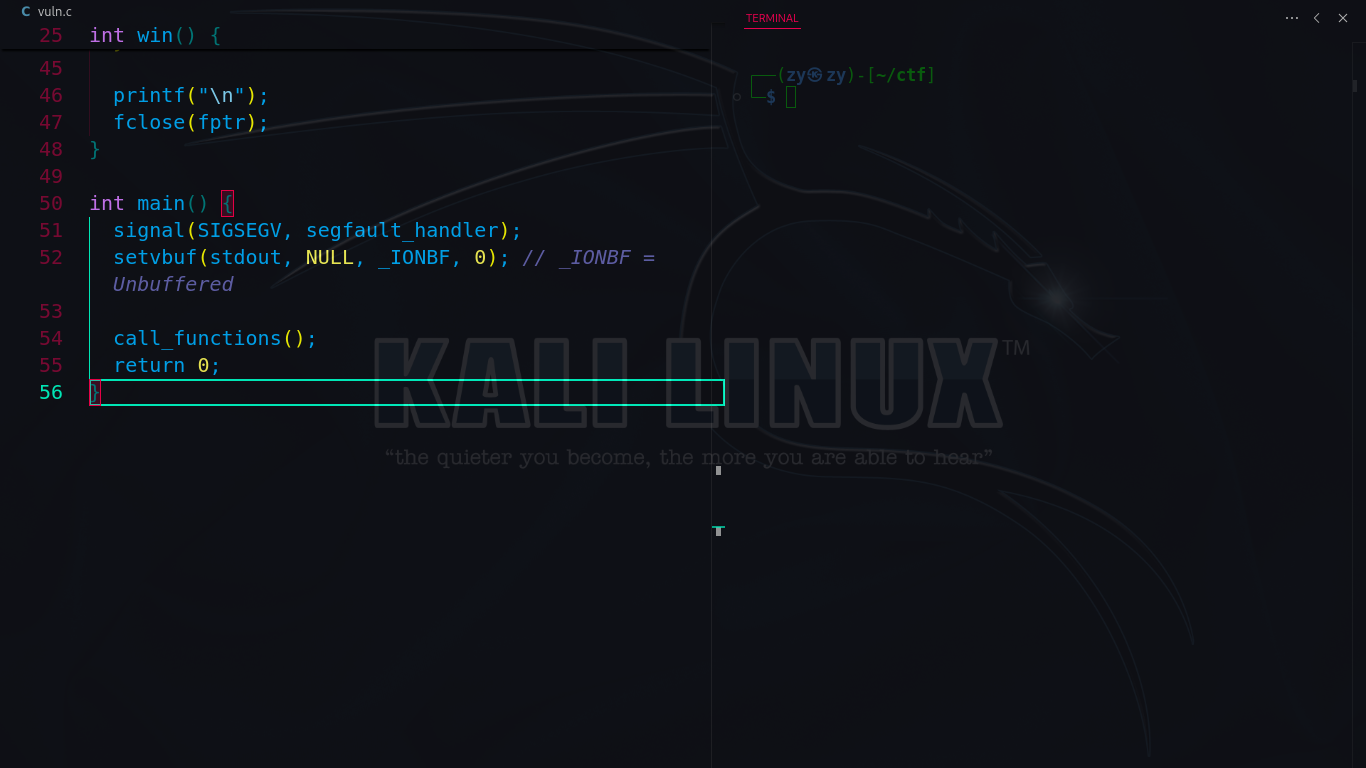 C vuln.c
25 int win() {
45
46 printf("\n");
47 fclose(fptr);
48 }
49
50 int main() {
51 signal(SIGSEGV, segfault_handler);
52 setvbuf(stdout, NULL, _IONBF, 0); // _IONBF =
Unbuffered
53
54 call_functions();
55 return 0;
56 }
TERMINAL
┌──(zy㉿zy)-[~/ctf]
└─$
KALI LINUX™
“the quieter you become, the more you are able to hear”